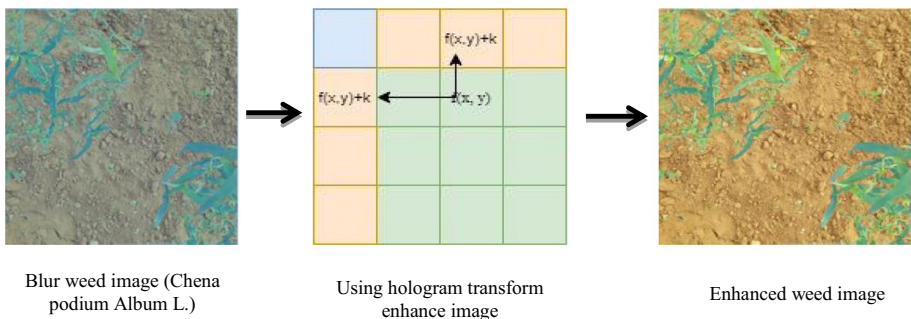 f(x,y)+k
f(x,y)+k
f(x, y)
Blur weed image (Chena
podium Album L.)
Using hologram transform
enhance image
Enhanced weed image